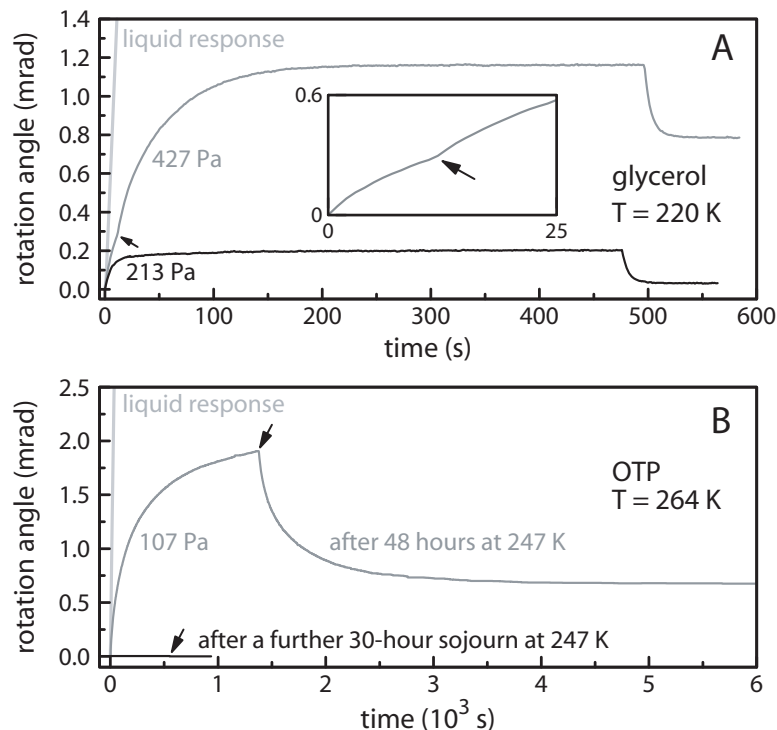 1.4
1.2
1.0
0.8
0.6
0.4
0.2
0.0
rotation angle (mrad)
liquid response
A
0.6
0
0
25
427 Pa
213 Pa
glycerol
T = 220 K
0 100 200 300 400 500 600
time (s)
2.5
2.0
1.5
1.0
0.5
0.0
rotation angle (mrad)
liquid response
B
OTP
T = 264 K
107 Pa
after 48 hours at 247 K
after a further 30-hour sojourn at 247 K
0 1 2 3 4 5 6
time (10³ s)